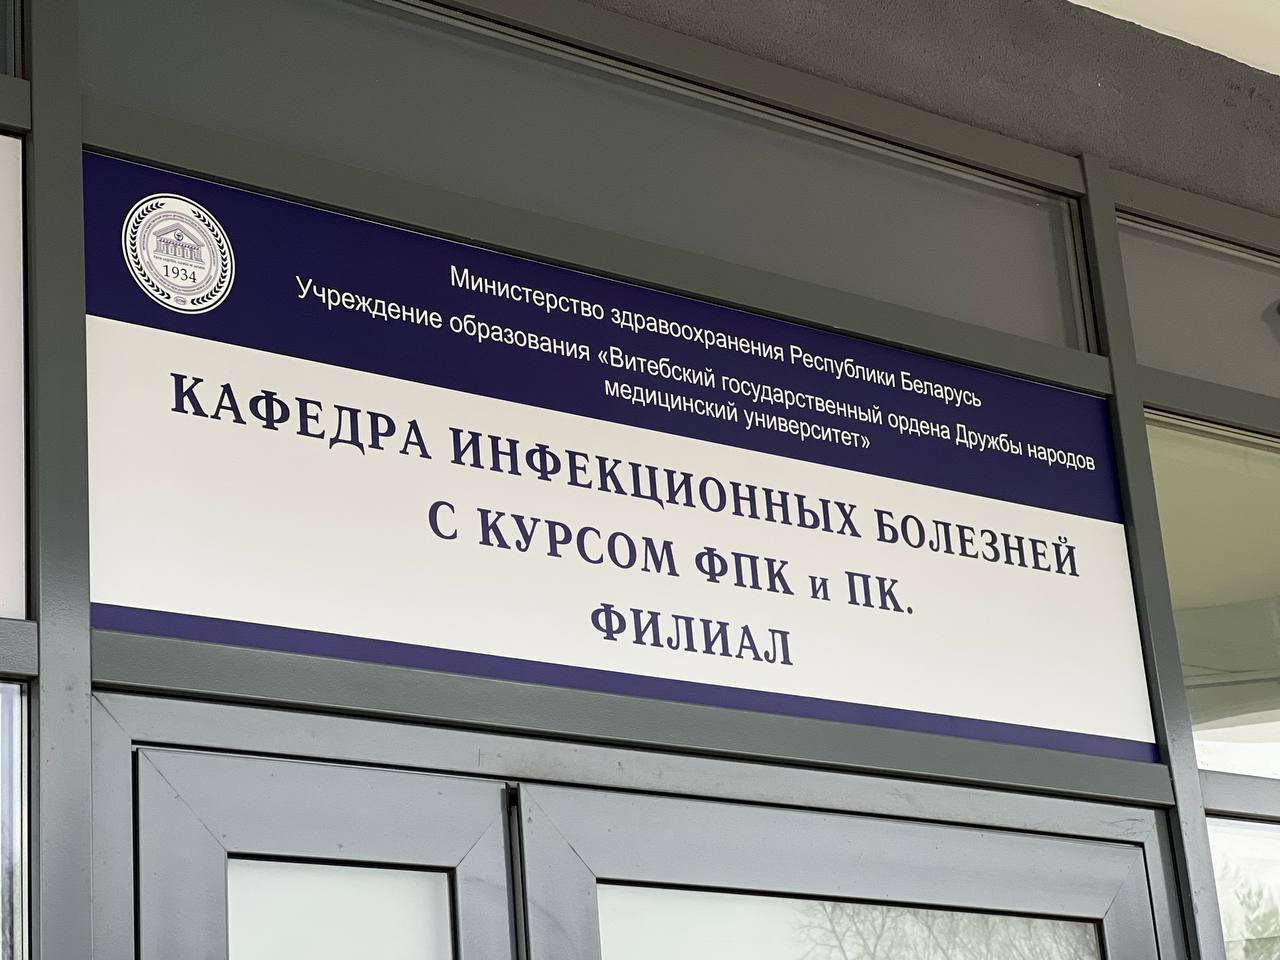 1934
Министерство здравоохранения Республики Беларусь
Учреждение образования «Витебский государственный ордена Дружбы народов
медицинский университет»
КАФЕДРА ИНФЕКЦИОННЫХ БОЛЕЗНЕЙ
С КУРСОМ ФПК и ПК.
ФИЛИАЛ